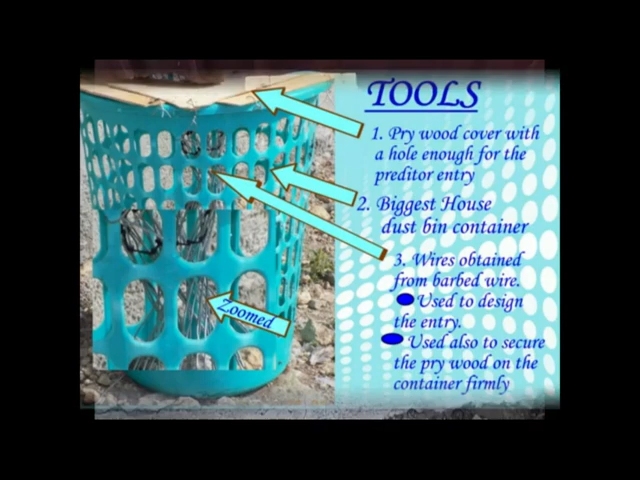 TOOLS
1. Pry wood cover with
a hole enough for the
preditor entry
2. Biggest House
dust bin container
3. Wires obtained
from barbed wire.
Used to design
the entry.
Used also to secure
the pry wood on the
container firmly
Zoomed